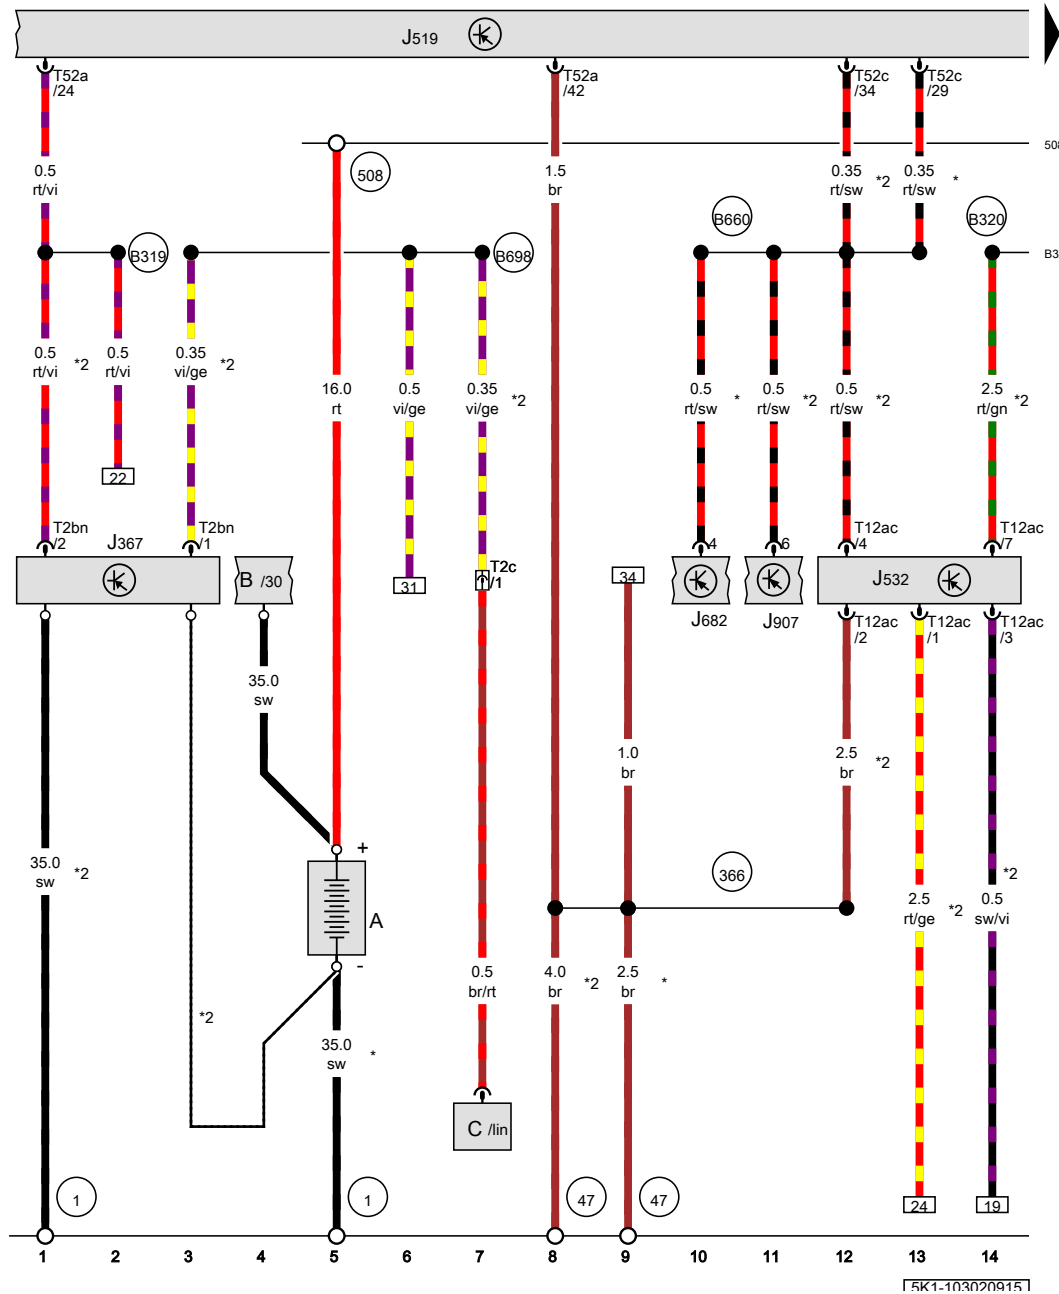 J519
T52a
/24
T52a
/42
T52c
/34
T52c
/29
508
508
0.5
rt/vi
1.5
br
0.35
rt/sw
*2
0.35
rt/sw
*
B319
B698
B660
B320
B3
0.5
rt/vi
*2
0.5
rt/vi
0.35
vi/ge
*2
16.0
rt
0.5
vi/ge
0.35
vi/ge
*2
0.5
rt/sw
*
0.5
rt/sw
*2
0.5
rt/sw
*2
2.5
rt/gn
*2
22
T2bn
/2
J367
T2bn
/1
T12ac
/4
T12ac
/7
4
6
B /30
31
T2c
/1
34
J532
J682
J907
T12ac
/2
T12ac
/1
T12ac
/3
35.0
sw
1.0
br
2.5
br
*2
+
35.0
sw
*2
A
366
2.5
rt/ge
*2
*2
0.5
sw/vi
-
0.5
br/rt
4.0
br
*2
2.5
br
*
*2
35.0
sw
*
C /lin
1
1
47
47
24
19
1 2 3 4 5 6 7 8 9 10 11 12 13 14
5K1-103020915